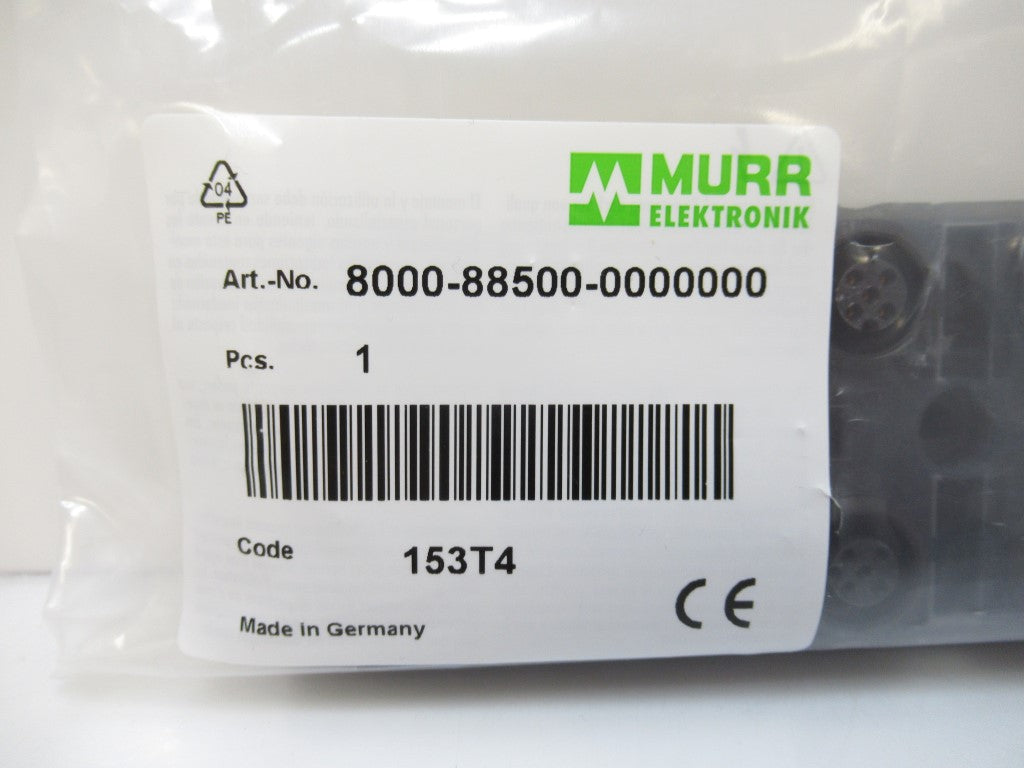 04
PE
MURR
ELEKTRONIK
Art.-No. 8000-88500-0000000
Pcs. 1
Code 153T4
CE
Made in Germany